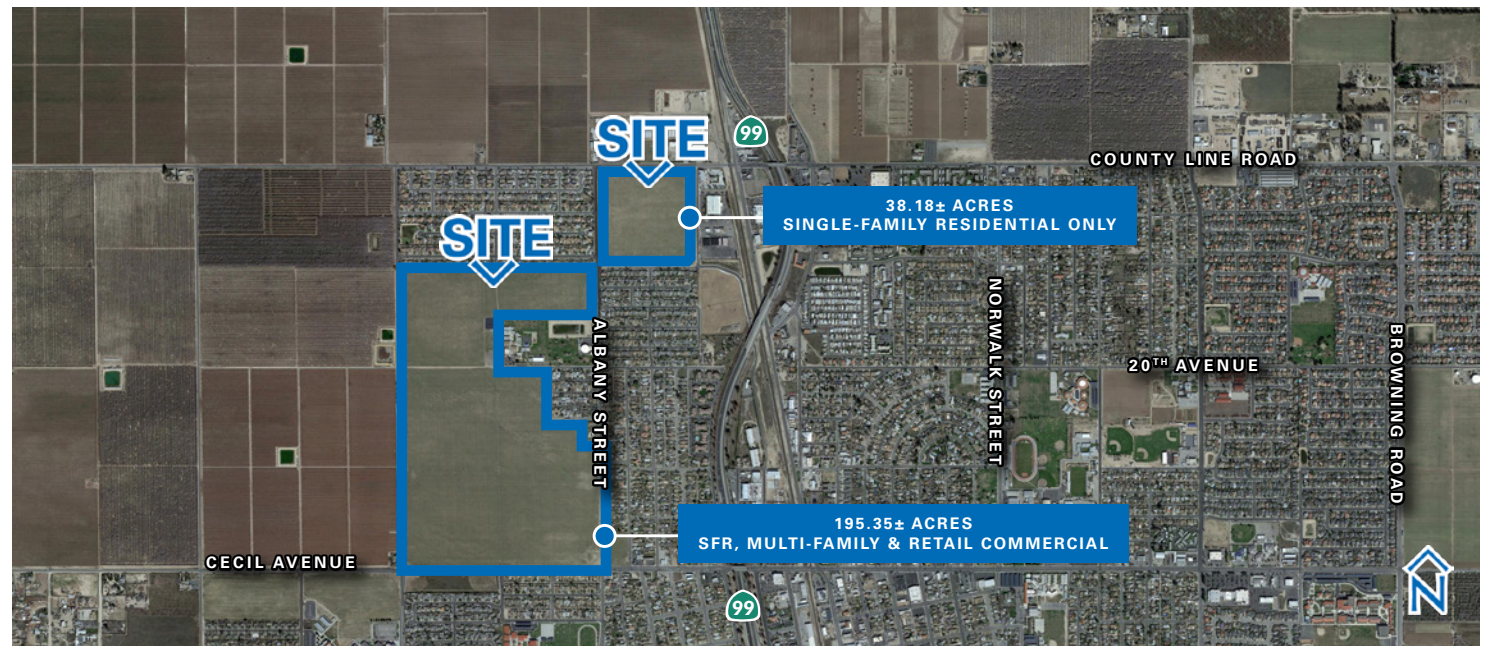 SITE
99
COUNTY LINE ROAD
38.18± ACRES
SINGLE-FAMILY RESIDENTIAL ONLY
SITE
ALBANY STREET
NORWALK STREET
20TH AVENUE
BROWNING ROAD
195.35± ACRES
SFR, MULTI-FAMILY & RETAIL COMMERCIAL
CECIL AVENUE
99
N